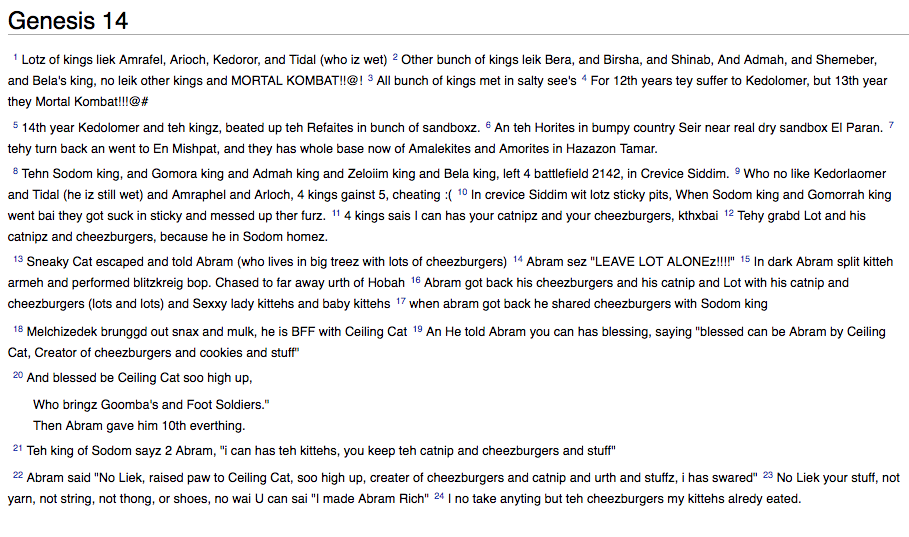 Genesis 14
1 Lotz of kings liek Amrafel, Arioch, Kedoror, and Tidal (who iz wet) 2 Other bunch of kings leik Bera, and Birsha, and Shinab, And Admah, and Shemeber,
and Bela's king, no leik other kings and MORTAL KOMBAT!!@! 3 All bunch of kings met in salty see's 4 For 12th years tey suffer to Kedolomer, but 13th year
they Mortal Kombat!!!@#
5 14th year Kedolomer and teh kingz, beated up teh Refaites in bunch of sandboxz. 6 An teh Horites in bumpy country Seir near real dry sandbox El Paran. 7
tehy turn back an went to En Mishpat, and they has whole base now of Amalekites and Amorites in Hazazon Tamar.
8 Tehn Sodom king, and Gomora king and Admah king and Zeloiim king and Bela king, left 4 battlefield 2142, in Crevice Siddim. 9 Who no like Kedorlaomer
and Tidal (he iz still wet) and Amraphel and Arloch, 4 kings gainst 5, cheating :( 10 In crevice Siddim wit lotz sticky pits, When Sodom king and Gomorrah king
went bai they got suck in sticky and messed up ther furz. 11 4 kings sais I can has your catnipz and your cheezburgers, kthxbai 12 Tehy grabd Lot and his
catnipz and cheezburgers, because he in Sodom homez.
13 Sneaky Cat escaped and told Abram (who lives in big treez with lots of cheezburgers) 14 Abram sez "LEAVE LOT ALONEz!!!!" 15 In dark Abram split kitteh
armeh and performed blitzkreig bop. Chased to far away urth of Hobah 16 Abram got back his cheezburgers and his catnip and Lot with his catnip and
cheezburgers (lots and lots) and Sexxy lady kittehs and baby kittehs 17 when abram got back he shared cheezburgers with Sodom king
18 Melchizedek brunggd out snax and mulk, he is BFF with Ceiling Cat 19 An He told Abram you can has blessing, saying "blessed can be Abram by Ceiling
Cat, Creator of cheezburgers and cookies and stuff"
20 And blessed be Ceiling Cat soo high up,
Who bringz Goomba's and Foot Soldiers."
Then Abram gave him 10th everthing.
21 Teh king of Sodom sayz 2 Abram, "i can has teh kittehs, you keep teh catnip and cheezburgers and stuff"
22 Abram said "No Liek, raised paw to Ceiling Cat, soo high up, creater of cheezburgers and catnip and urth and stuffz, i has swared" 23 No Liek your stuff, not
yarn, not string, not thong, or shoes, no wai U can sai "I made Abram Rich" 24 I no take anyting but teh cheezburgers my kittehs alredy eated.